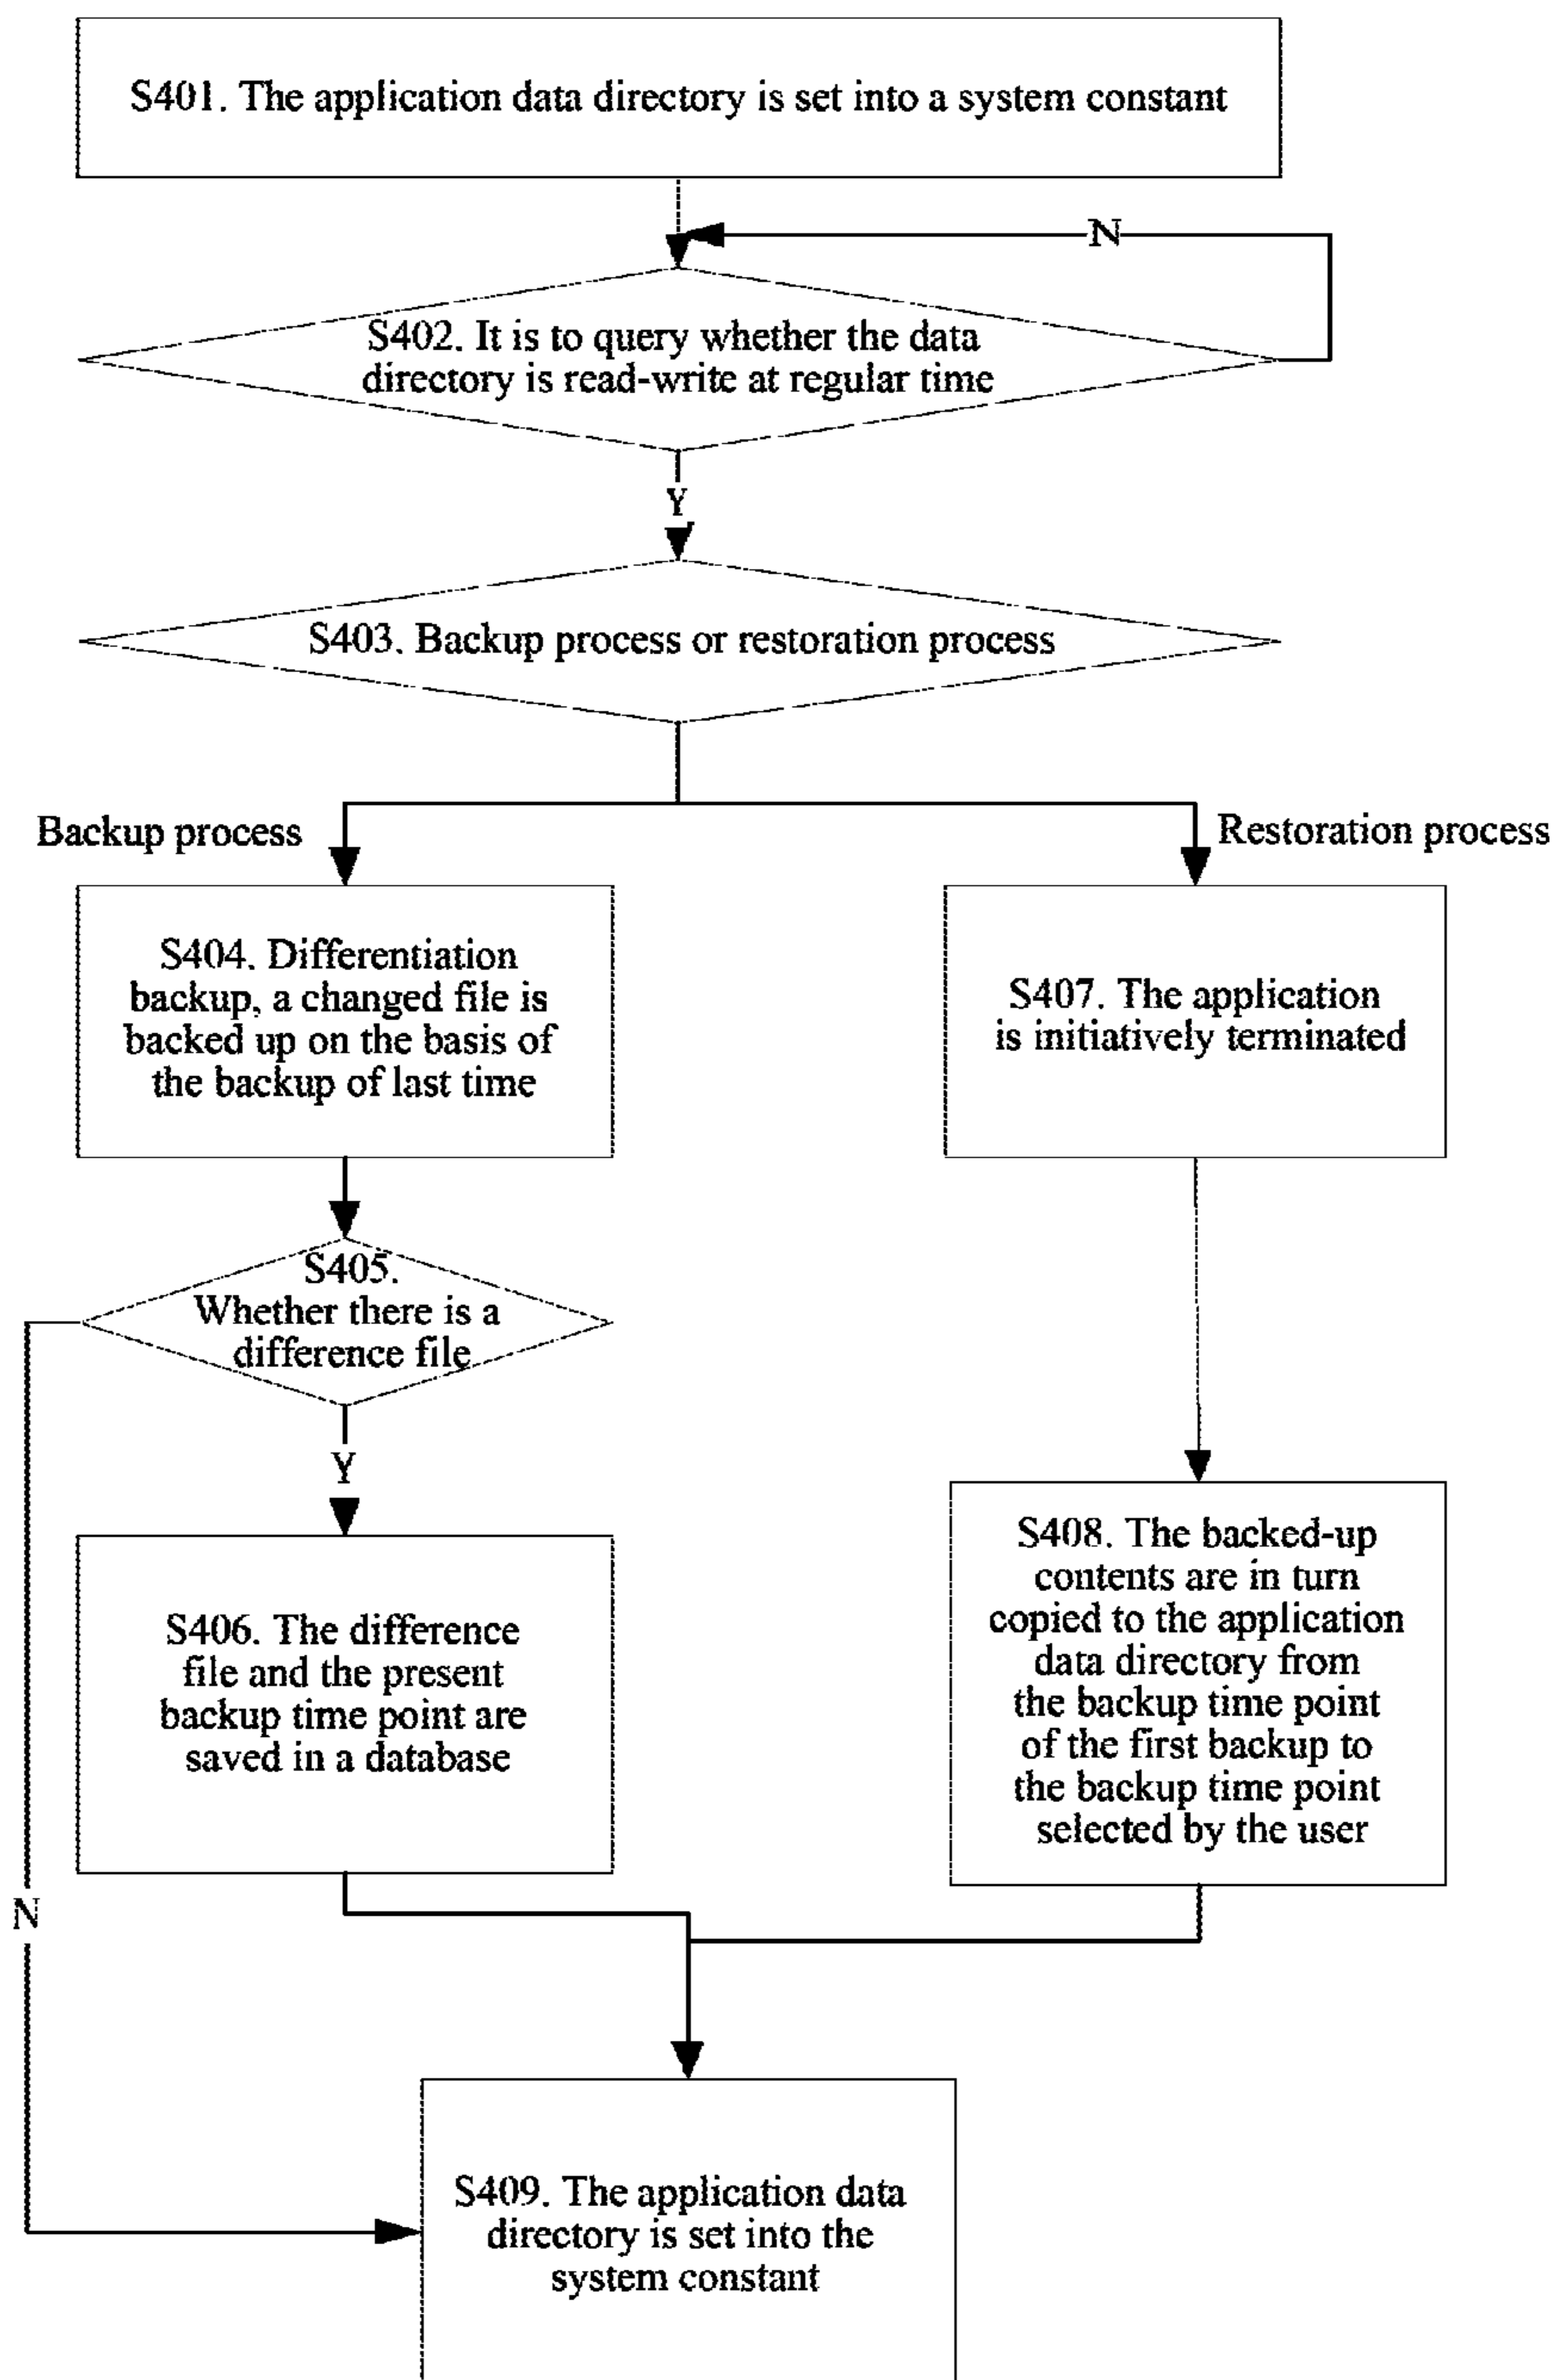 S401. The application data directory is set into a system constant
N
S402. It is to query whether the data
directory is read-write at regular time
Y
S403. Backup process or restoration process
Backup process
Restoration process
S404. Differentiation
backup, a changed file is
backed up on the basis of
the backup of last time
S407. The application
is initiatively terminated
S405.
Whether there is a
difference file
Y
S406. The difference
file and the present
backup time point are
saved in a database
S408. The backed-up
contents are in turn
copied to the application
data directory from
the backup time point
of the first backup to
the backup time point
selected by the user
N
S409. The application data
directory is set into the
system constant